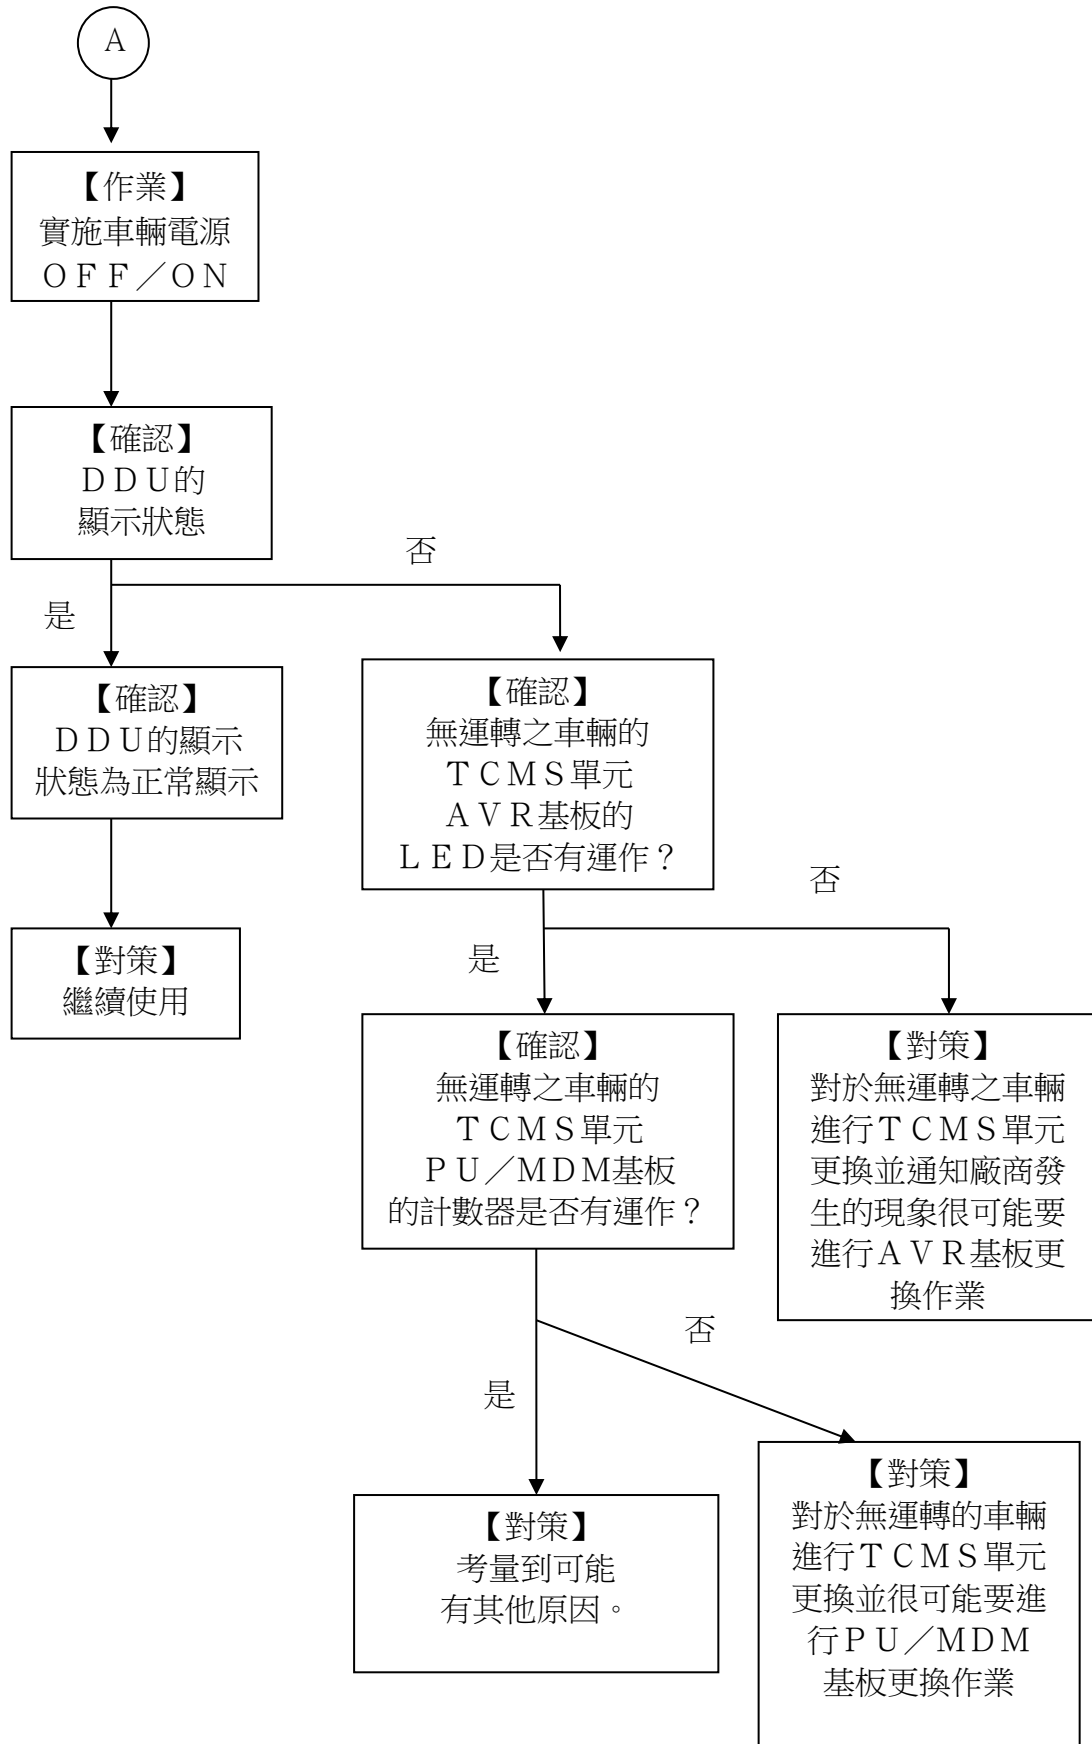 A
【作業】
實施車輛電源
ＯＦＦ／ＯＮ
【確認】
ＤＤＵ的
顯示狀態
否
是
【確認】
ＤＤＵ的顯示
狀態為正常顯示
【確認】
無運轉之車輛的
ＴＣＭＳ單元
ＡＶＲ基板的
ＬＥＤ是否有運作？
否
是
【對策】
繼續使用
【確認】
無運轉之車輛的
ＴＣＭＳ單元
ＰＵ／ＭＤＭ基板
的計數器是否有運作？
【對策】
對於無運轉之車輛
進行ＴＣＭＳ單元
更換並通知廠商發
生的現象很可能要
進行ＡＶＲ基板更
換作業
否
是
【對策】
考量到可能
有其他原因。
【對策】
對於無運轉的車輛
進行ＴＣＭＳ單元
更換並很可能要進
行ＰＵ／ＭＤＭ
基板更換作業